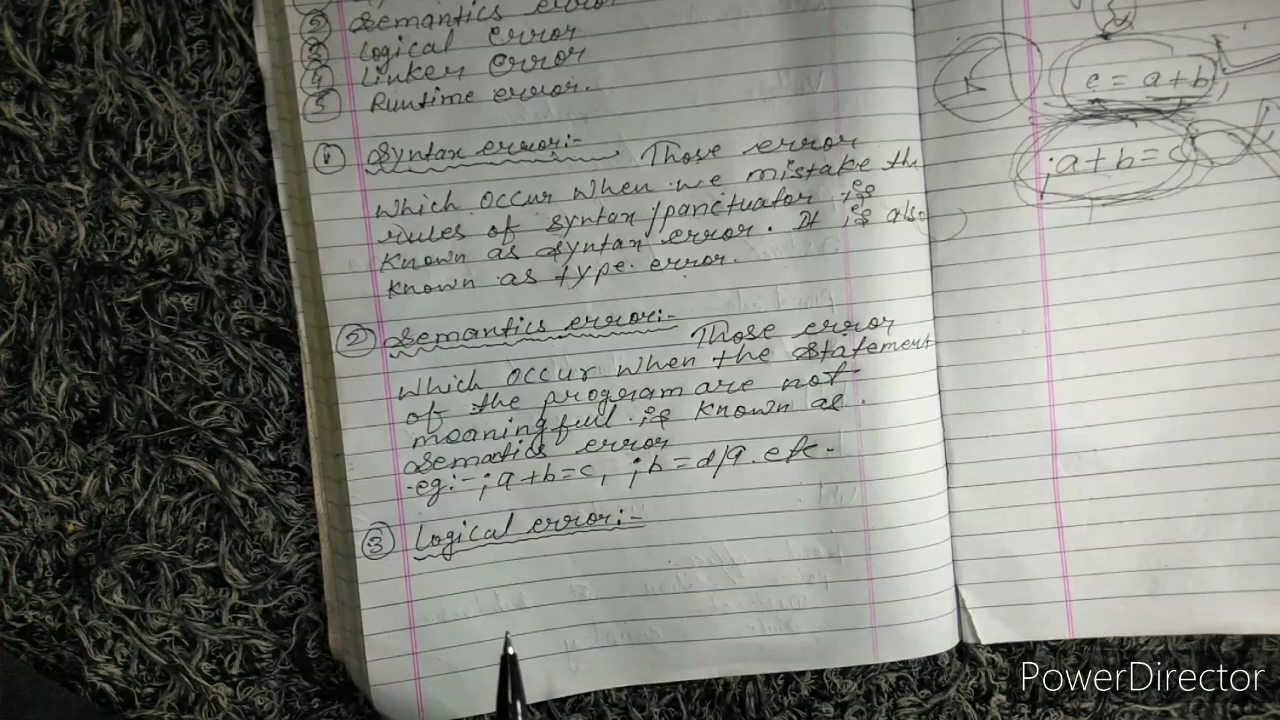 ② Semantics error
③ Logical error
④ Linker error
⑤ Runtime error.
① Syntax error:- Those error
which occur when we mistake the
rules of syntax/panctuator is
known as syntax error. It is also
known as type error.
② Semantics error:- Those error
which occur when the statement
of the program are not
meaningfull is known as
Semantics error
eg:- ; a+b=c, ; b=d/q etc.
③ Logical error:-
e = a+b;
; a+b = c
PowerDirector